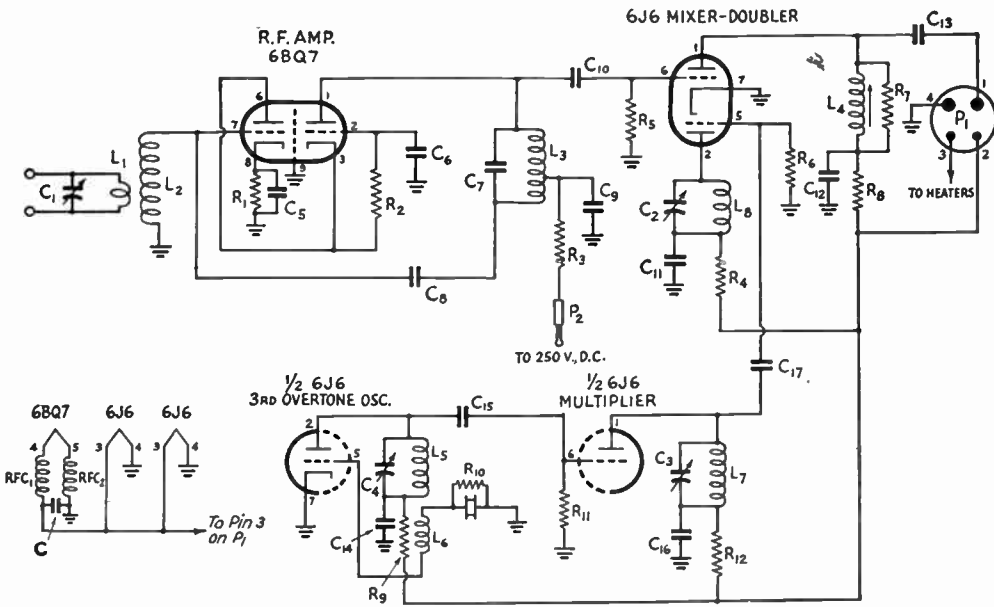 R.F. AMP.
6BQ7
6J6 MIXER-DOUBLER
C13
C10
1
6
7
5
2
L4
R7
4
P1
1
3
2
TO HEATERS
6
1
7
2
8
9
3
L1
C1
L2
R1
C5
R2
C6
C7
L3
C9
R5
R6
C12
R8
C2
L8
C11
R4
R3
C8
P2
TO 250 V., D.C.
C17
1/2 6J6
3RD OVERTONE OSC.
C15
1/2 6J6
MULTIPLIER
2
5
7
C4
L5
R10
C14
L6
R9
6
1
R11
C3
L7
C16
R12
6BQ7
6J6
6J6
4
5
3
4
3
4
RFC1
RFC2
C
To Pin 3
on P1